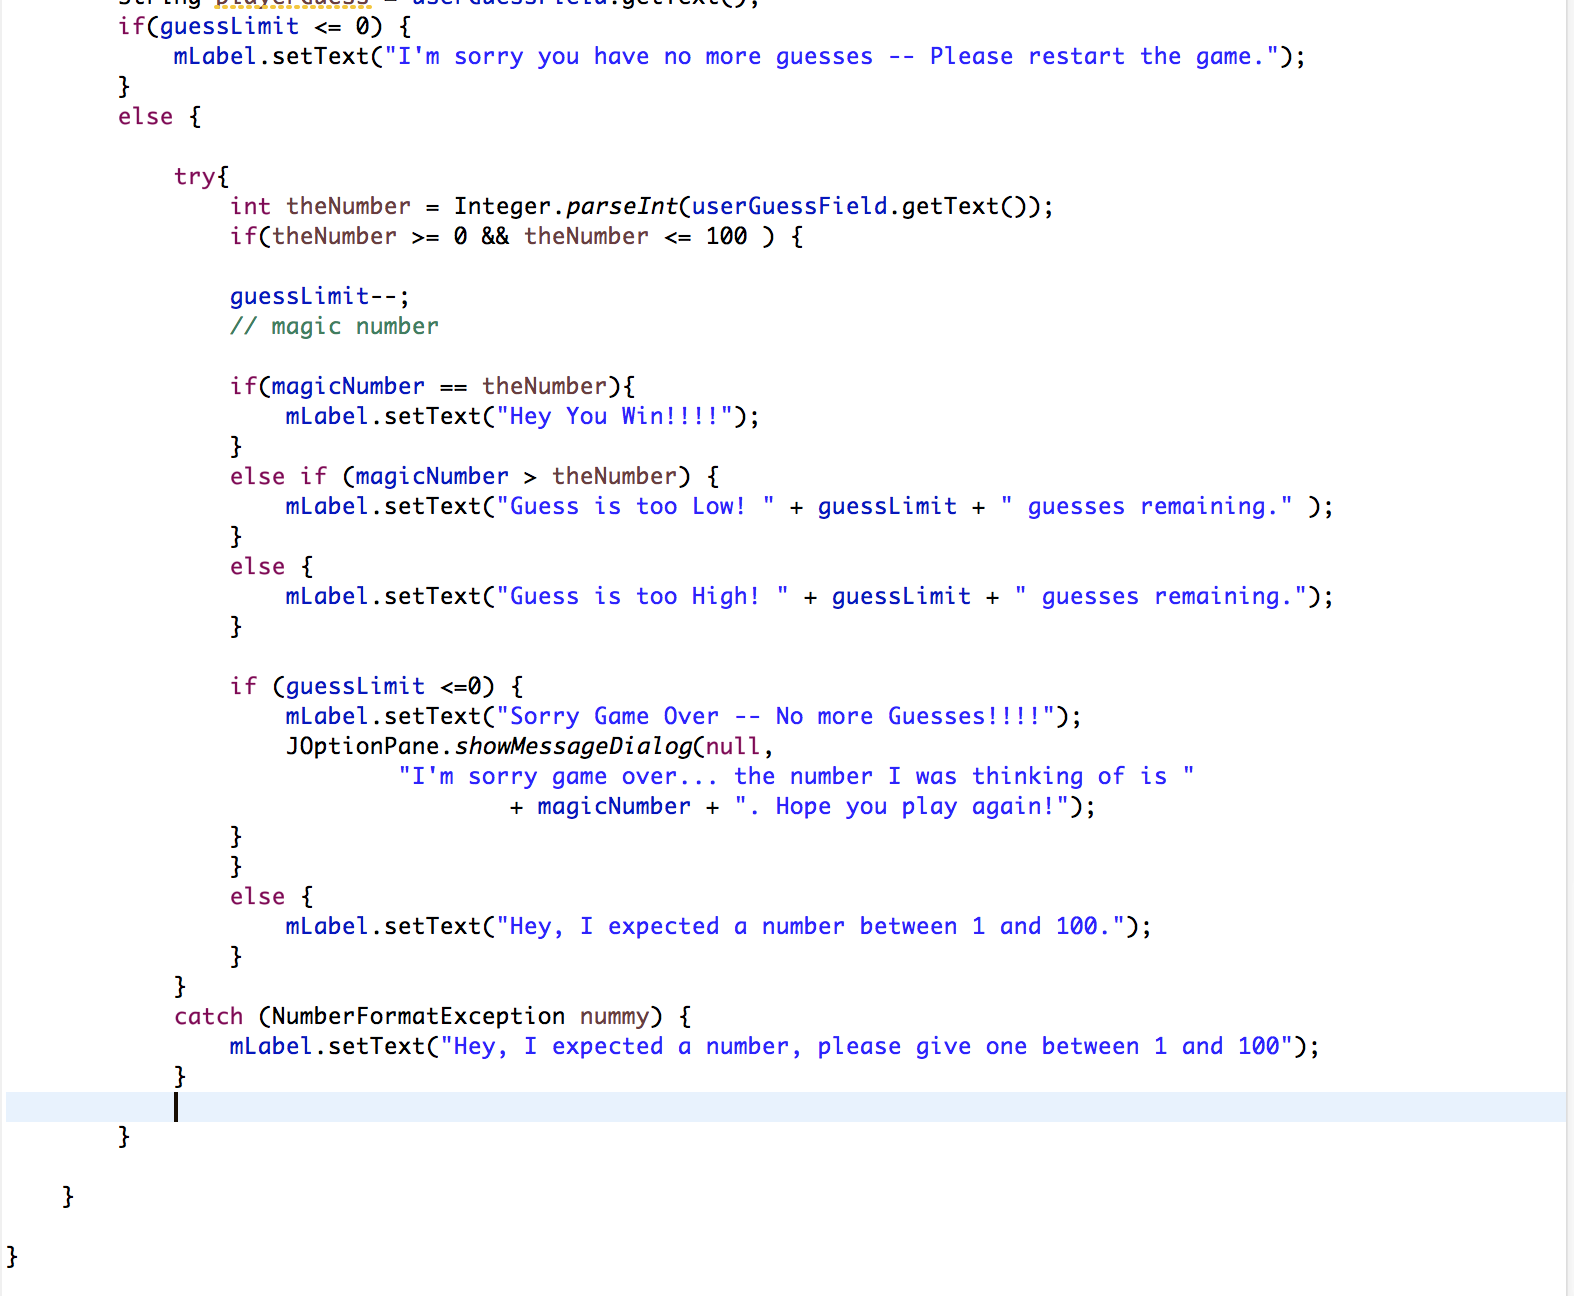 String playerGuess = userGuessField.getText();
if(guessLimit <= 0) {
mLabel.setText("I'm sorry you have no more guesses -- Please restart the game.");
}
else {
try{
int theNumber = Integer.parseInt(userGuessField.getText());
if(theNumber >= 0 && theNumber <= 100 ) {
guessLimit--;
// magic number
if(magicNumber == theNumber){
mLabel.setText("Hey You Win!!!!");
}
else if (magicNumber > theNumber) {
mLabel.setText("Guess is too Low! " + guessLimit + " guesses remaining." );
}
else {
mLabel.setText("Guess is too High! " + guessLimit + " guesses remaining.");
}
if (guessLimit <=0) {
mLabel.setText("Sorry Game Over -- No more Guesses!!!!");
JOptionPane.showMessageDialog(null,
"I'm sorry game over... the number I was thinking of is "
+ magicNumber + ". Hope you play again!");
}
}
else {
mLabel.setText("Hey, I expected a number between 1 and 100.");
}
}
catch (NumberFormatException nummy) {
mLabel.setText("Hey, I expected a number, please give one between 1 and 100");
}
}
}
}